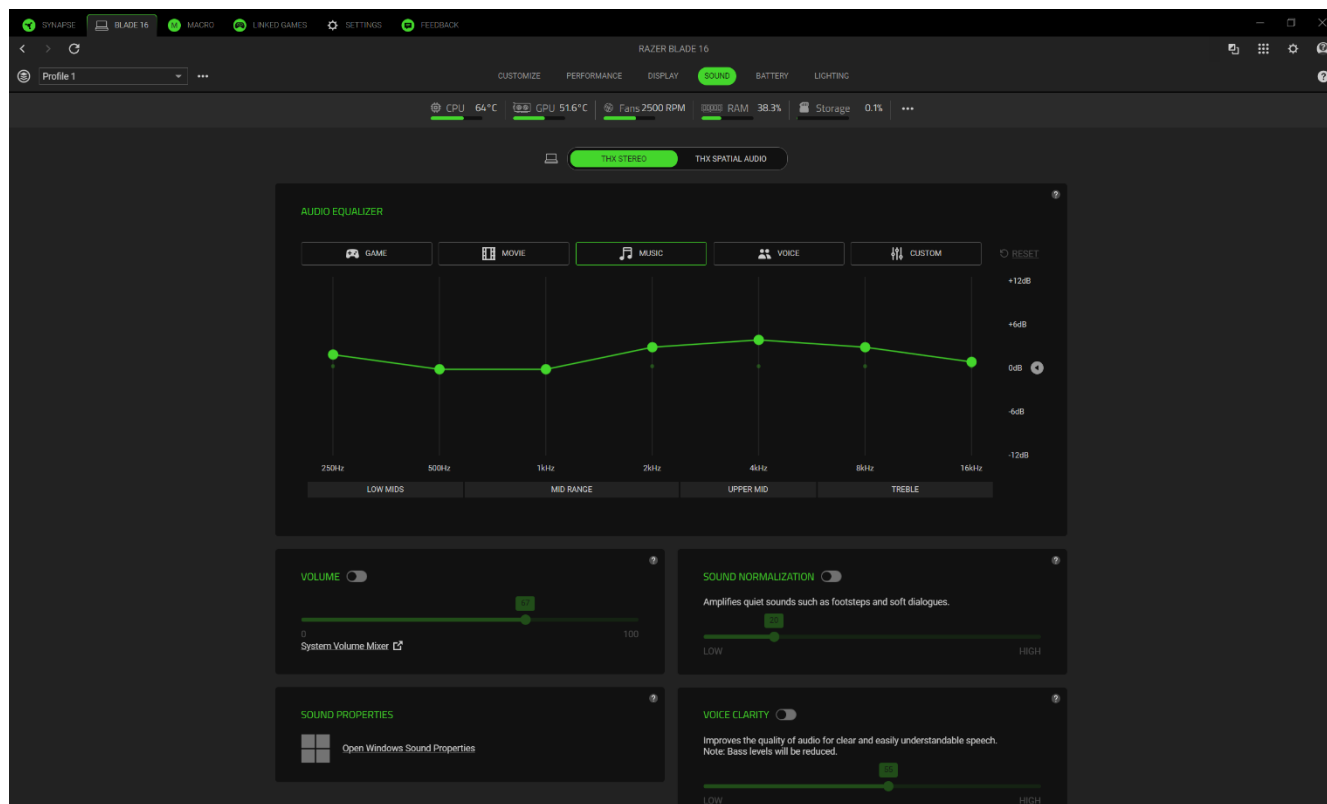 SYNAPSE BLADE 16 MACRO LINKED GAMES SETTINGS FEEDBACK
RAZER BLADE 16
Profile 1 CUSTOMIZE PERFORMANCE DISPLAY SOUND BATTERY LIGHTING
CPU 64°C GPU 51.6°C Fans 2500 RPM RAM 38.3% Storage 0.1%
THX STEREO THX SPATIAL AUDIO
AUDIO EQUALIZER
GAME MOVIE MUSIC VOICE CUSTOM RESET
+12dB
+6dB
0dB
-6dB
-12dB
250Hz 500Hz 1kHz 2kHz 4kHz 8kHz 16kHz
LOW MIDS MID RANGE UPPER MID TREBLE
VOLUME
67
0 100
System Volume Mixer
SOUND NORMALIZATION
Amplifies quiet sounds such as footsteps and soft dialogues.
20
LOW HIGH
SOUND PROPERTIES
Open Windows Sound Properties
VOICE CLARITY
Improves the quality of audio for clear and easily understandable speech.
Note: Bass levels will be reduced.
LOW HIGH